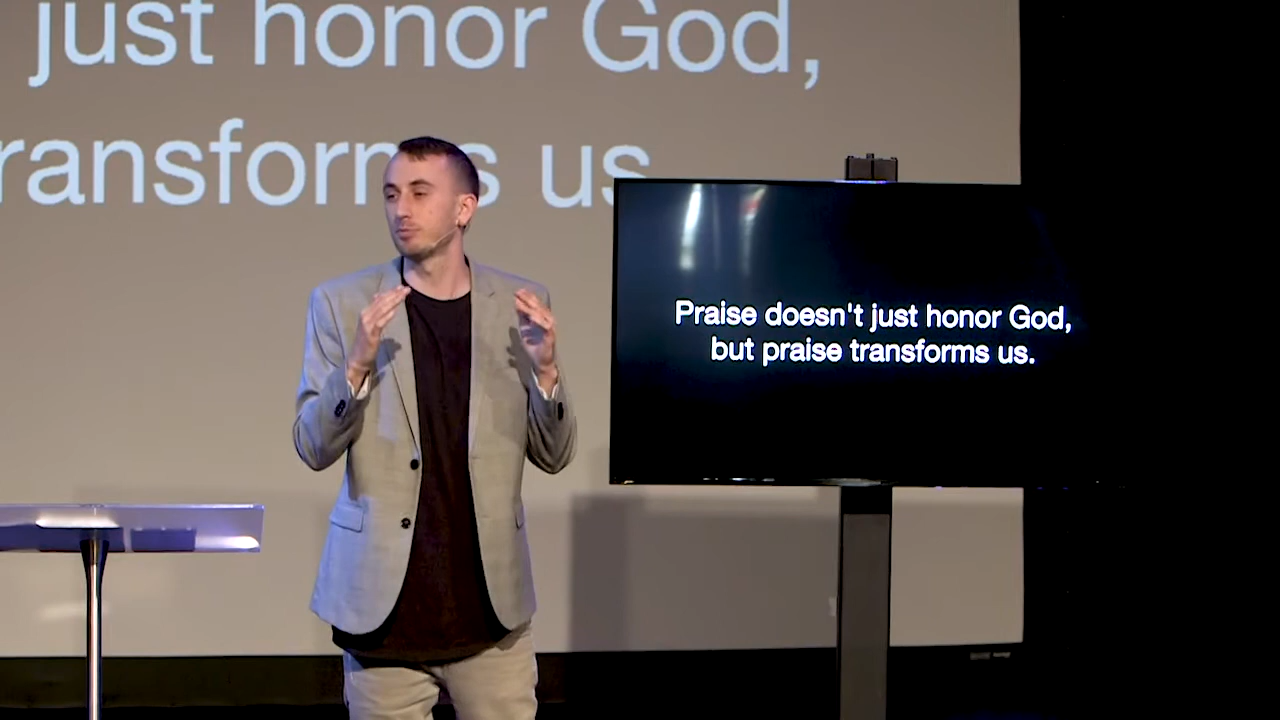 just honor God,
ransforms us.
Praise doesn't just honor God,
but praise transforms us.